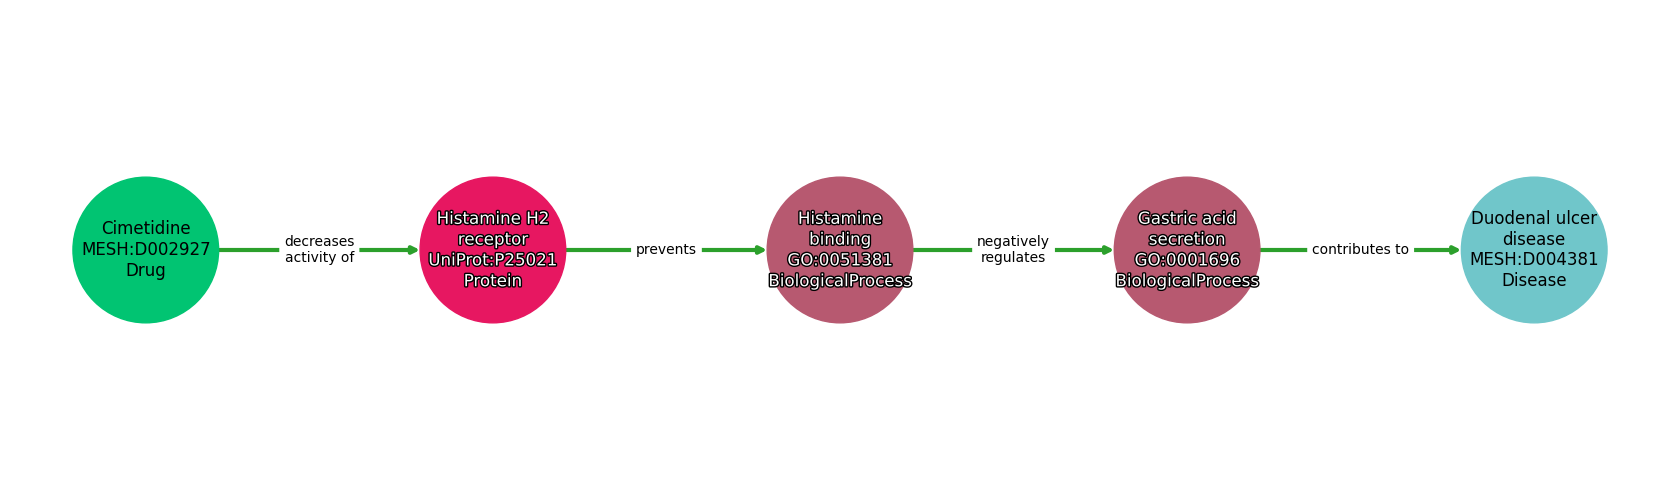 Cimetidine
MESH:D002927
Drug
decreases
activity of
Histamine H2
receptor
UniProt:P25021
Protein
prevents
Histamine
binding
GO:0051381
BiologicalProcess
negatively
regulates
Gastric acid
secretion
GO:0001696
BiologicalProcess
contributes to
Duodenal ulcer
disease
MESH:D004381
Disease